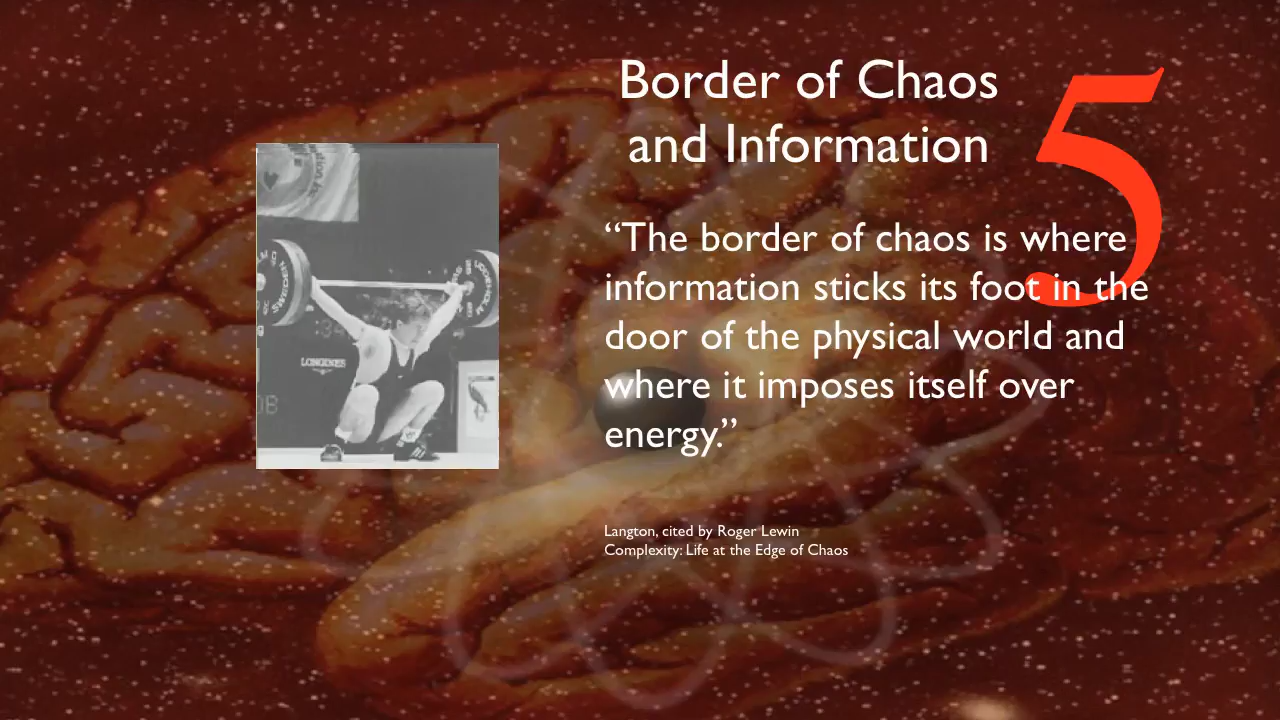 Border of Chaos
and Information
5
“The border of chaos is where
information sticks its foot in the
door of the physical world and
where it imposes itself over
energy.”
Langton, cited by Roger Lewin
Complexity: Life at the Edge of Chaos
LONGINES